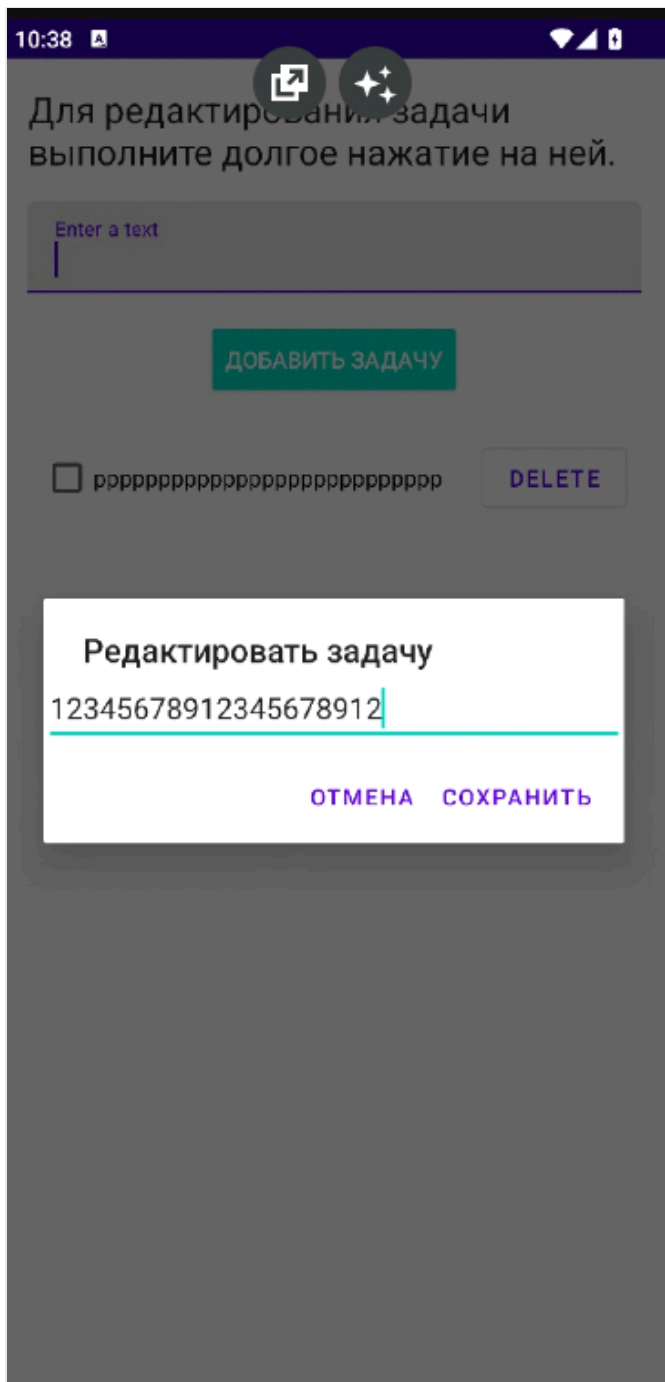 10:38
Для редактирования задачи
выполните долгое нажатие на ней.
Enter a text
ДОБАВИТЬ ЗАДАЧУ
ppppppppppppppppppppppppppp DELETE
Редактировать задачу
12345678912345678912
ОТМЕНА СОХРАНИТЬ